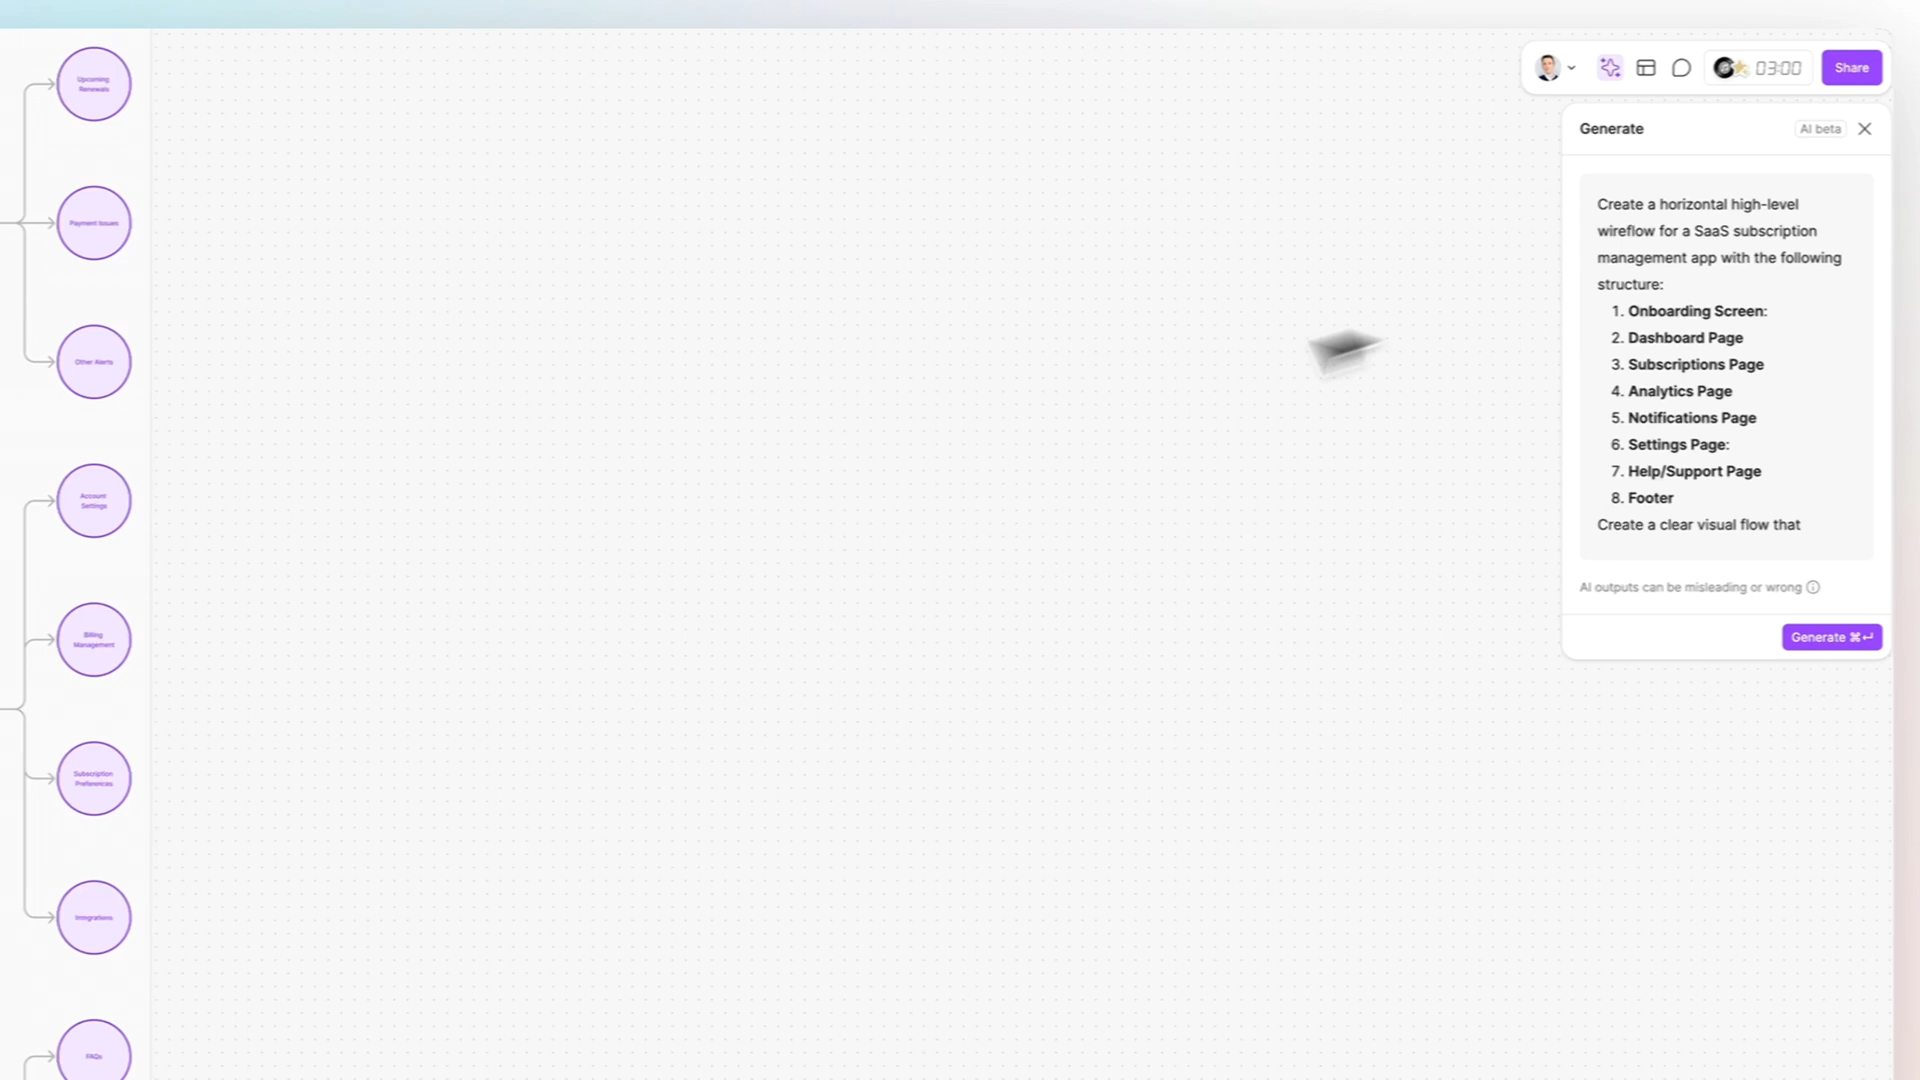 Upcoming
Renewals
Payment Issues
Other Alerts
Account
Settings
Billing
Management
Subscription
Preferences
Integrations
FAQs
03:00
Share
Generate
AI beta
Create a horizontal high-level
wireflow for a SaaS subscription
management app with the following
structure:
1. Onboarding Screen:
2. Dashboard Page
3. Subscriptions Page
4. Analytics Page
5. Notifications Page
6. Settings Page:
7. Help/Support Page
8. Footer
Create a clear visual flow that
AI outputs can be misleading or wrong
Generate ⌘↵